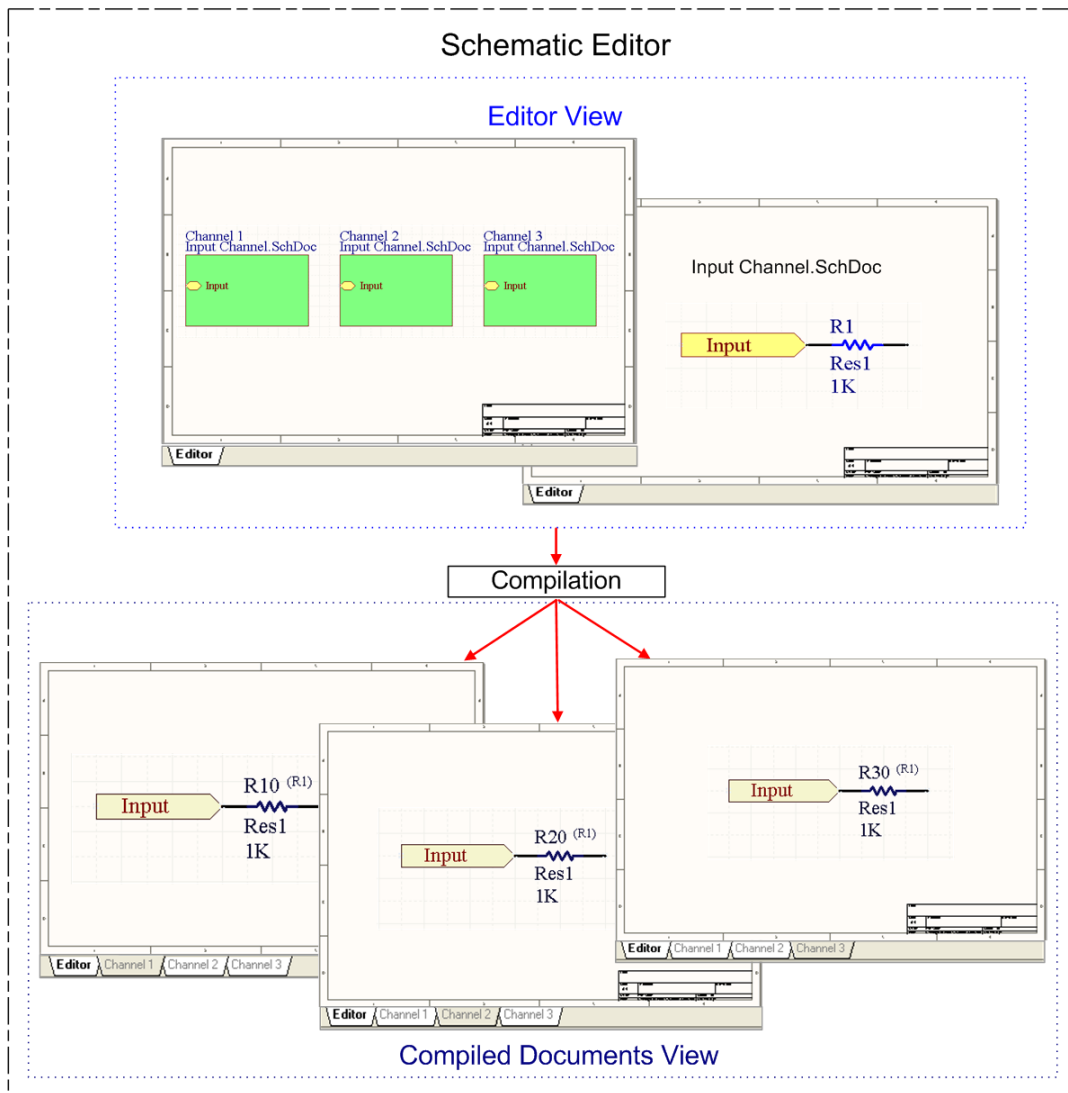 Schematic Editor
Editor View
Channel 1
Input Channel.SchDoc
Input
Channel 2
Input Channel.SchDoc
Input
Channel 3
Input Channel.SchDoc
Input
Editor
Input Channel.SchDoc
Input
R1
Res1
1K
Editor
Compilation
Input
R10 (R1)
Res1
1K
Editor Channel 1 Channel 2 Channel 3
Input
R20 (R1)
Res1
1K
Editor Channel 1 Channel 2 Channel 3
Input
R30 (R1)
Res1
1K
Editor Channel 1 Channel 2 Channel 3
Compiled Documents View